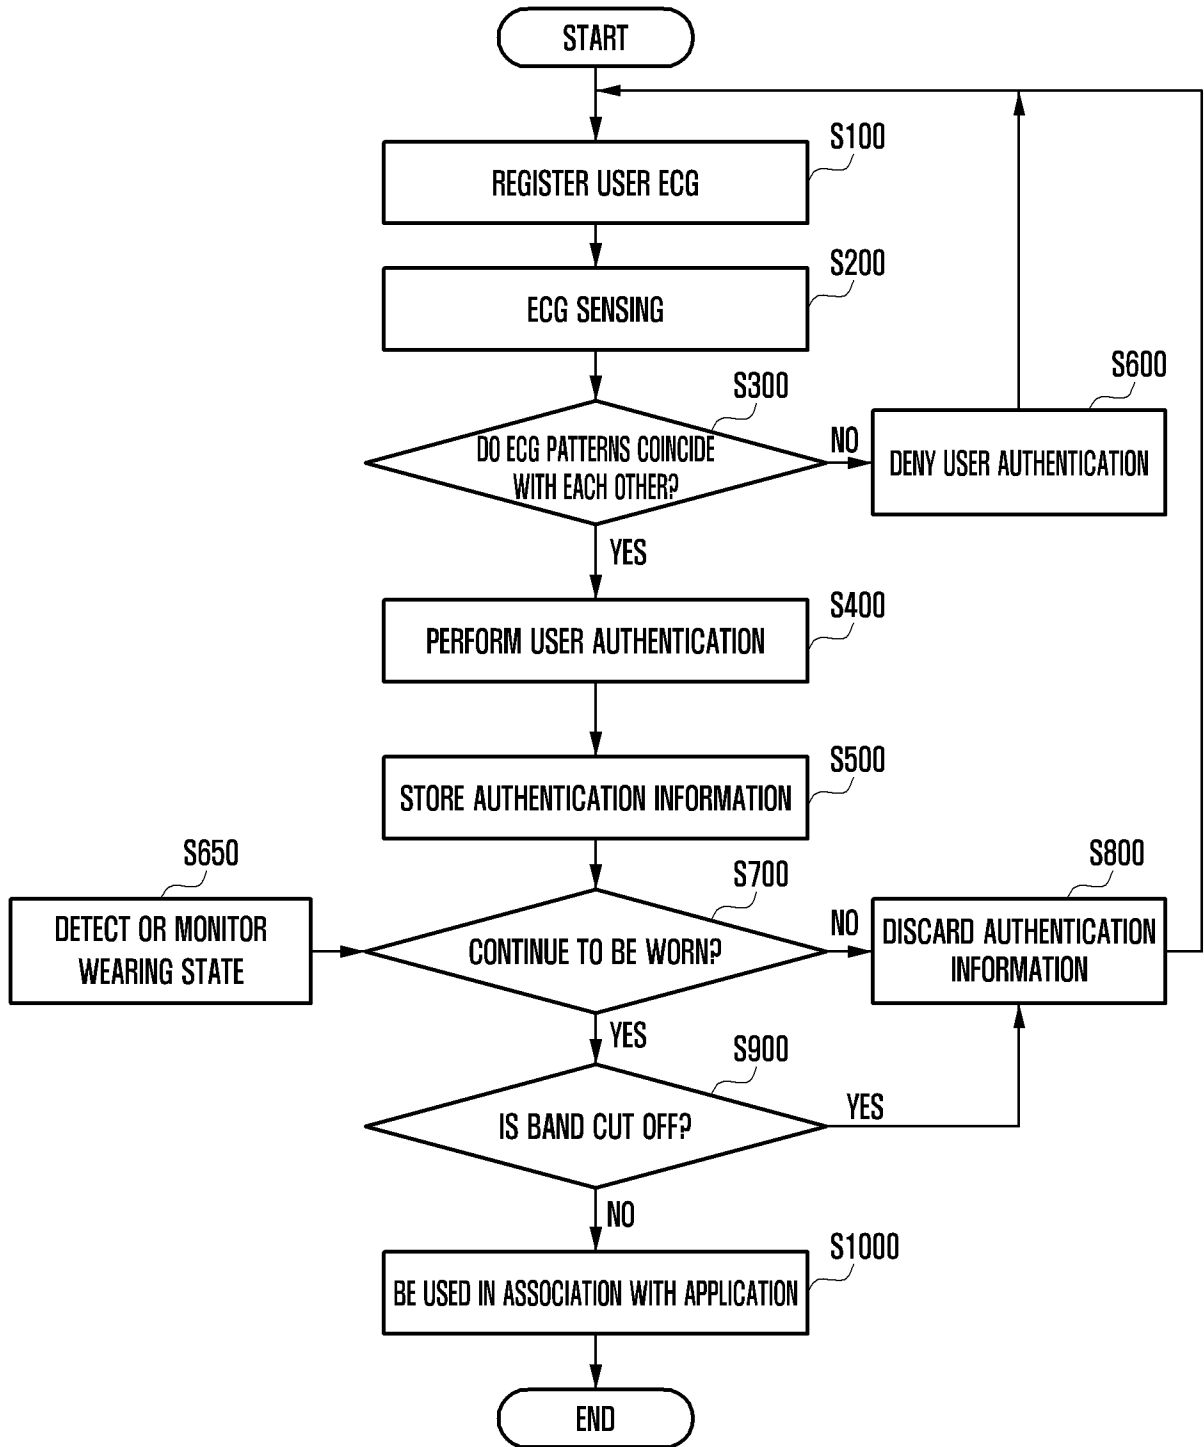 START
S100
REGISTER USER ECG
S200
ECG SENSING
S300
DO ECG PATTERNS COINCIDE
WITH EACH OTHER?
NO
S600
DENY USER AUTHENTICATION
YES
S400
PERFORM USER AUTHENTICATION
S500
STORE AUTHENTICATION INFORMATION
S650
DETECT OR MONITOR
WEARING STATE
S700
CONTINUE TO BE WORN?
NO
S800
DISCARD AUTHENTICATION
INFORMATION
YES
S900
IS BAND CUT OFF?
YES
NO
S1000
BE USED IN ASSOCIATION WITH APPLICATION
END